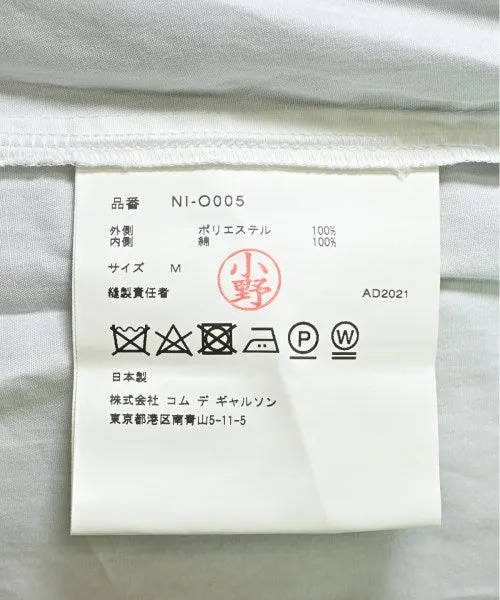 品番 NI-O005
外側 ポリエステル 100%
内側 綿 100%
サイズ M
小野
縫製責任者 AD2021
P W
日本製
株式会社 コム デ ギャルソン
東京都港区南青山5-11-5